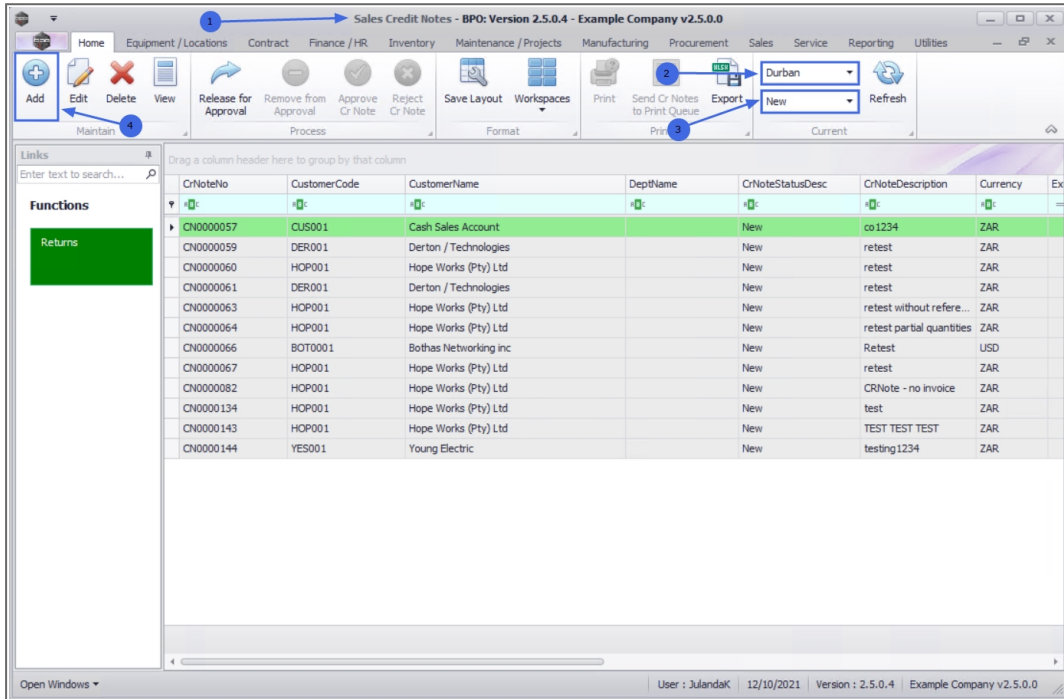 1
Sales Credit Notes - BPO: Version 2.5.0.4 - Example Company v2.5.0.0
Home Equipment / Locations Contract Finance / HR Inventory Maintenance / Projects Manufacturing Procurement Sales Service Reporting Utilities
Add Edit Delete View Release for Approval Remove from Approval Approve Cr Note Reject Cr Note Save Layout Workspaces Print Send Cr Notes to Print Queue Export Refresh
XLSX
2 Durban
3 New
4
Maintain Process Format Current
Links
Enter text to search...
Functions
Returns
Drag a column header here to group by that column
CrNoteNo CustomerCode CustomerName DeptName CrNoteStatusDesc CrNoteDescription Currency Ex
CN0000057 CUS001 Cash Sales Account New co1234 ZAR
CN0000059 DER001 Derton / Technologies New retest ZAR
CN0000060 HOP001 Hope Works (Pty) Ltd New retest ZAR
CN0000061 DER001 Derton / Technologies New retest ZAR
CN0000063 HOP001 Hope Works (Pty) Ltd New retest without refere... ZAR
CN0000064 HOP001 Hope Works (Pty) Ltd New retest partial quantities ZAR
CN0000066 BOT0001 Bothas Networking inc New Retest USD
CN0000067 HOP001 Hope Works (Pty) Ltd New retest ZAR
CN0000082 HOP001 Hope Works (Pty) Ltd New CRNote - no invoice ZAR
CN0000134 HOP001 Hope Works (Pty) Ltd New test ZAR
CN0000143 HOP001 Hope Works (Pty) Ltd New TEST TEST TEST ZAR
CN0000144 YES001 Young Electric New testing1234 ZAR
Open Windows User : JulandaK 12/10/2021 Version : 2.5.0.4 Example Company v2.5.0.0